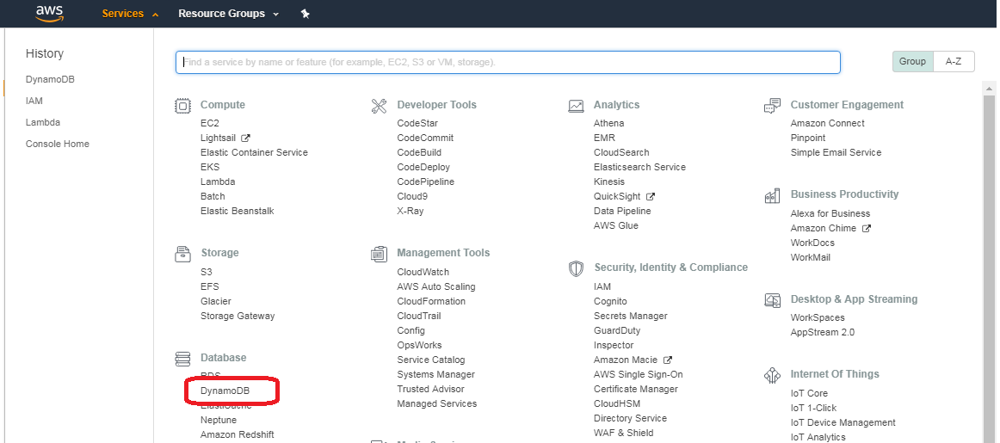 aws
Services
Resource Groups
History
DynamoDB
IAM
Lambda
Console Home
Find a service by name or feature (for example, EC2, S3 or VM, storage).
Group
A-Z
Compute
EC2
Lightsail
Elastic Container Service
EKS
Lambda
Batch
Elastic Beanstalk
Storage
S3
EFS
Glacier
Storage Gateway
Database
RDS
DynamoDB
ElastiCache
Neptune
Amazon Redshift
Developer Tools
CodeStar
CodeCommit
CodeBuild
CodeDeploy
CodePipeline
Cloud9
X-Ray
Management Tools
CloudWatch
AWS Auto Scaling
CloudFormation
CloudTrail
Config
OpsWorks
Service Catalog
Systems Manager
Trusted Advisor
Managed Services
Analytics
Athena
EMR
CloudSearch
Elasticsearch Service
Kinesis
QuickSight
Data Pipeline
AWS Glue
Security, Identity & Compliance
IAM
Cognito
Secrets Manager
GuardDuty
Inspector
Amazon Macie
AWS Single Sign-On
Certificate Manager
CloudHSM
Directory Service
WAF & Shield
Customer Engagement
Amazon Connect
Pinpoint
Simple Email Service
Business Productivity
Alexa for Business
Amazon Chime
WorkDocs
WorkMail
Desktop & App Streaming
WorkSpaces
AppStream 2.0
Internet Of Things
IoT Core
IoT 1-Click
IoT Device Management
IoT Analytics